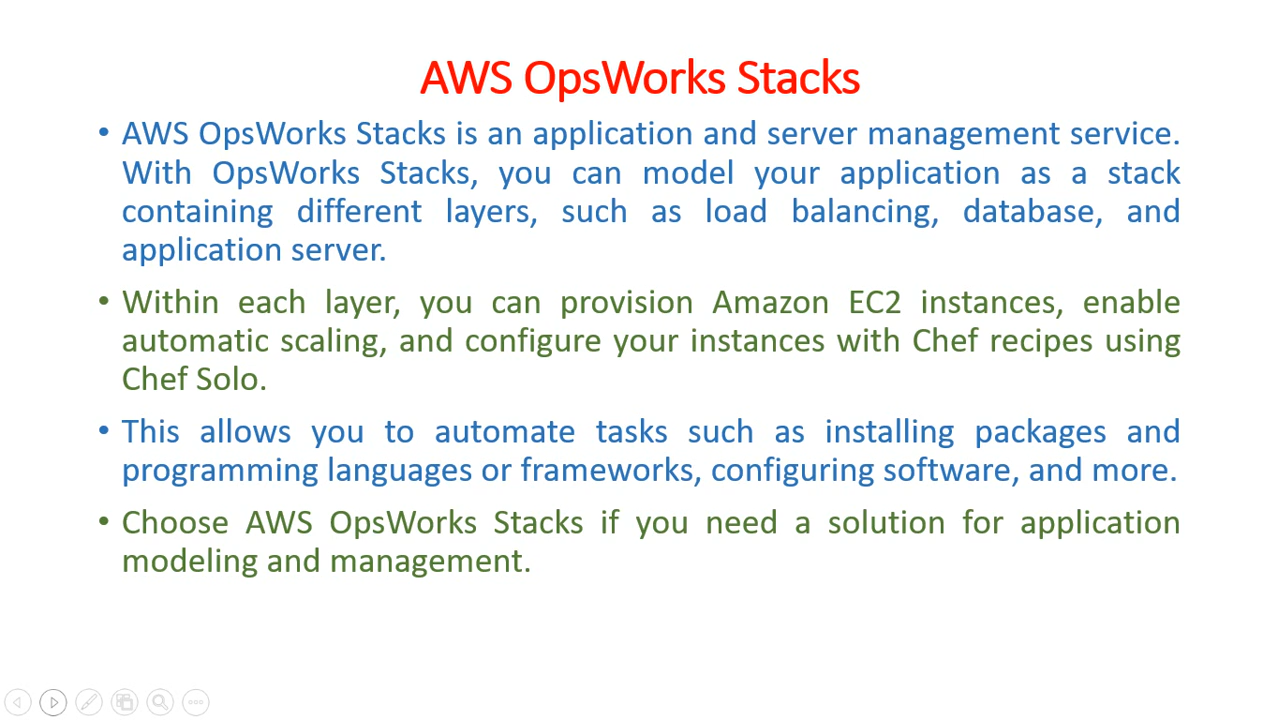 AWS OpsWorks Stacks
• AWS OpsWorks Stacks is an application and server management service.
With OpsWorks Stacks, you can model your application as a stack
containing different layers, such as load balancing, database, and
application server.
• Within each layer, you can provision Amazon EC2 instances, enable
automatic scaling, and configure your instances with Chef recipes using
Chef Solo.
• This allows you to automate tasks such as installing packages and
programming languages or frameworks, configuring software, and more.
• Choose AWS OpsWorks Stacks if you need a solution for application
modeling and management.